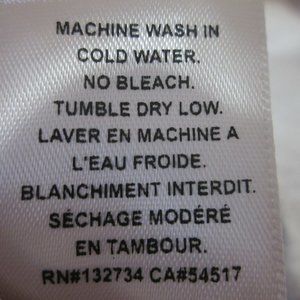 MACHINE WASH IN
COLD WATER.
NO BLEACH.
TUMBLE DRY LOW.
LAVER EN MACHINE A
L'EAU FROIDE.
BLANCHIMENT INTERDIT.
SÉCHAGE MODÉRÉ
EN TAMBOUR.
RN#132734 CA#54517